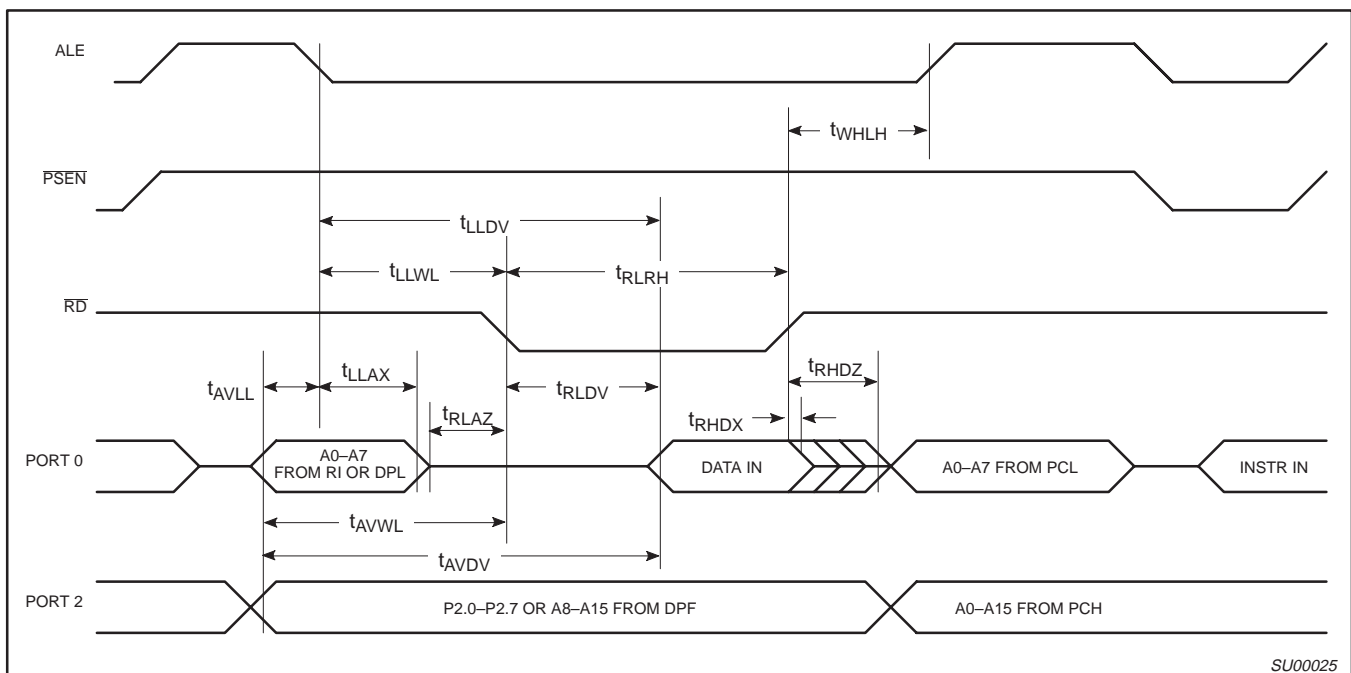 ALE
tWHLH
PSEN
tLLDV
tLLWL
tRLRH
RD
tAVLL
tLLAX
tRLDV
tRHDZ
tRLAZ
tRHDX
PORT 0
A0–A7
FROM RI OR DPL
DATA IN
A0–A7 FROM PCL
INSTR IN
tAVWL
tAVDV
PORT 2
P2.0–P2.7 OR A8–A15 FROM DPF
A0–A15 FROM PCH
SU00025